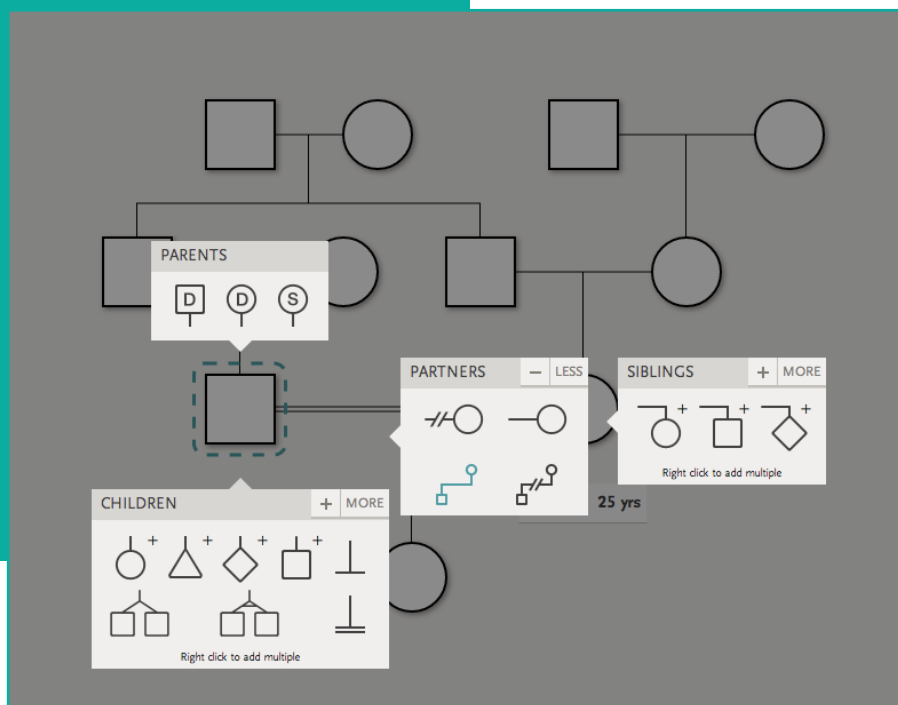 PARENTS
D D S
PARTNERS − LESS
SIBLINGS + MORE
+ + +
Right click to add multiple
25 yrs
CHILDREN + MORE
+ + + +
Right click to add multiple